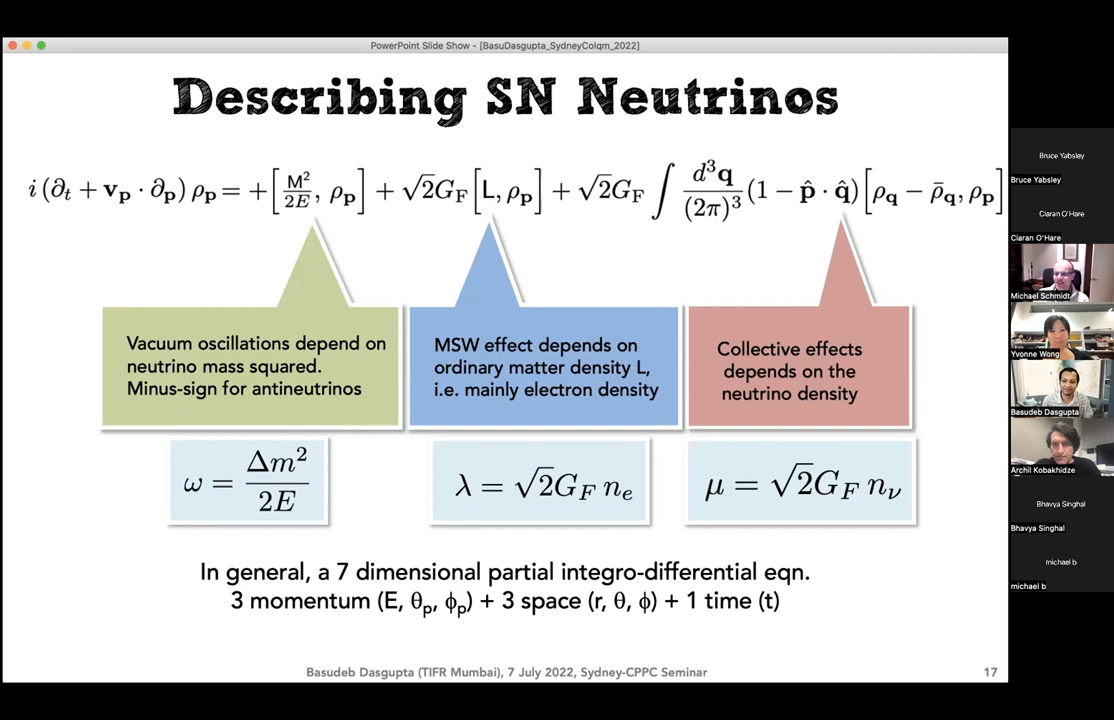 PowerPoint Slide Show - [BasuDasgupta_SydneyColqm_2022]
Describing SN Neutrinos
i (∂t + vp · ∂p) ρp = +[M²/2E, ρp] + √2GF [L, ρp] + √2GF ∫ d³q/(2π)³ (1 − p̂ · q̂) [ρq − ρ̄q, ρp]
Vacuum oscillations depend on
neutrino mass squared.
Minus-sign for antineutrinos
MSW effect depends on
ordinary matter density L,
i.e. mainly electron density
Collective effects
depends on the
neutrino density
ω = Δm²/2E
λ = √2GF ne
μ = √2GF nν
In general, a 7 dimensional partial integro-differential eqn.
3 momentum (E, θp, ϕp) + 3 space (r, θ, ϕ) + 1 time (t)
Basudeb Dasgupta (TIFR Mumbai), 7 July 2022, Sydney-CPPC Seminar
17
Bruce Yabsley
Bruce Yabsley
Ciaran O'Hare
Ciaran O'Hare
Michael Schmidt
Yvonne Wong
Basudeb Dasgupta
Archil Kobakhidze
Bhavya Singhal
Bhavya Singhal
michael b
michael b